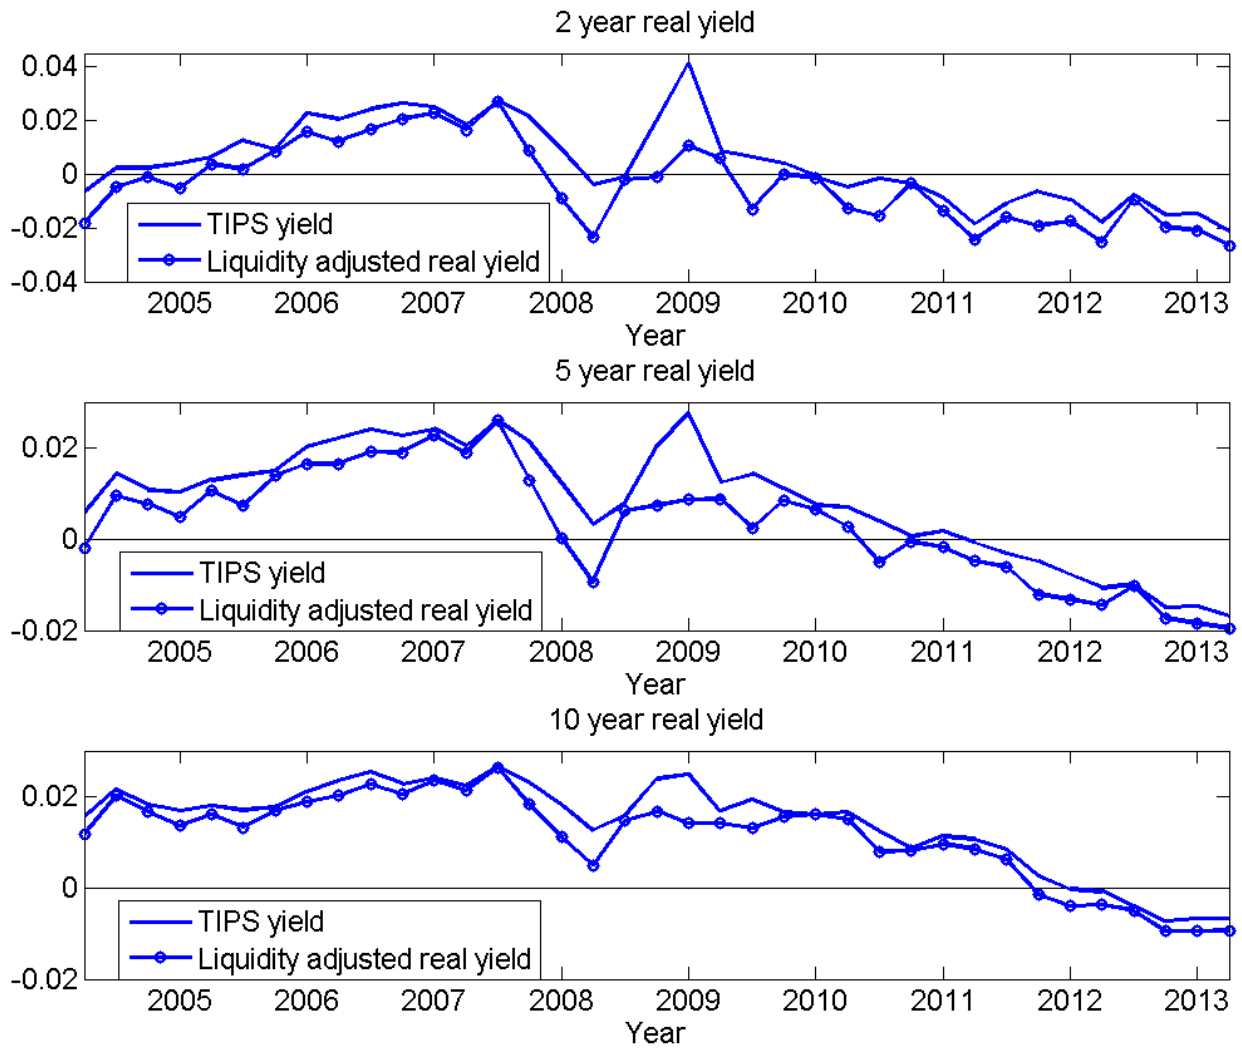 2 year real yield
0.04
0.02
0
-0.02
-0.04
TIPS yield
Liquidity adjusted real yield
2005 2006 2007 2008 2009 2010 2011 2012 2013
Year
5 year real yield
0.02
0
-0.02
TIPS yield
Liquidity adjusted real yield
2005 2006 2007 2008 2009 2010 2011 2012 2013
Year
10 year real yield
0.02
0
-0.02
TIPS yield
Liquidity adjusted real yield
2005 2006 2007 2008 2009 2010 2011 2012 2013
Year